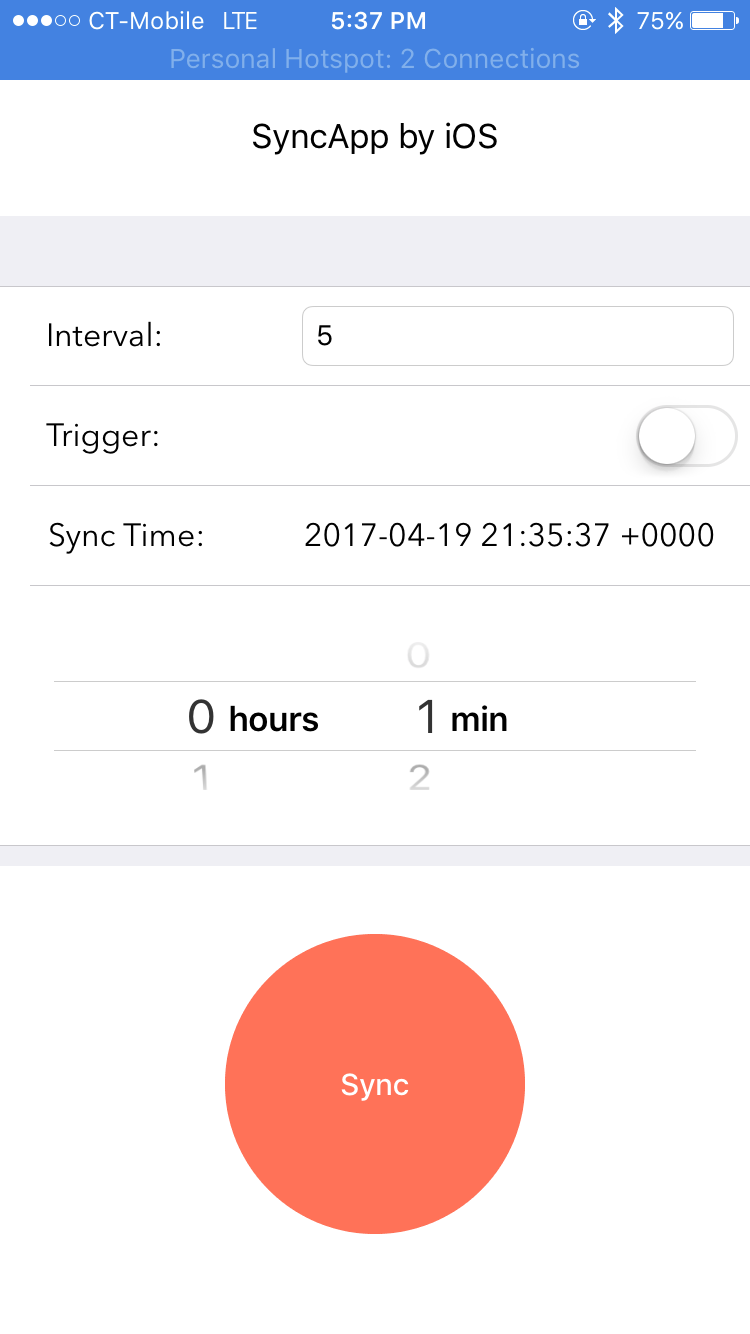 CT-Mobile LTE 5:37 PM 75%
Personal Hotspot: 2 Connections
SyncApp by iOS
Interval: 5
Trigger:
Sync Time: 2017-04-19 21:35:37 +0000
0
0 hours 1 min
1 2
Sync